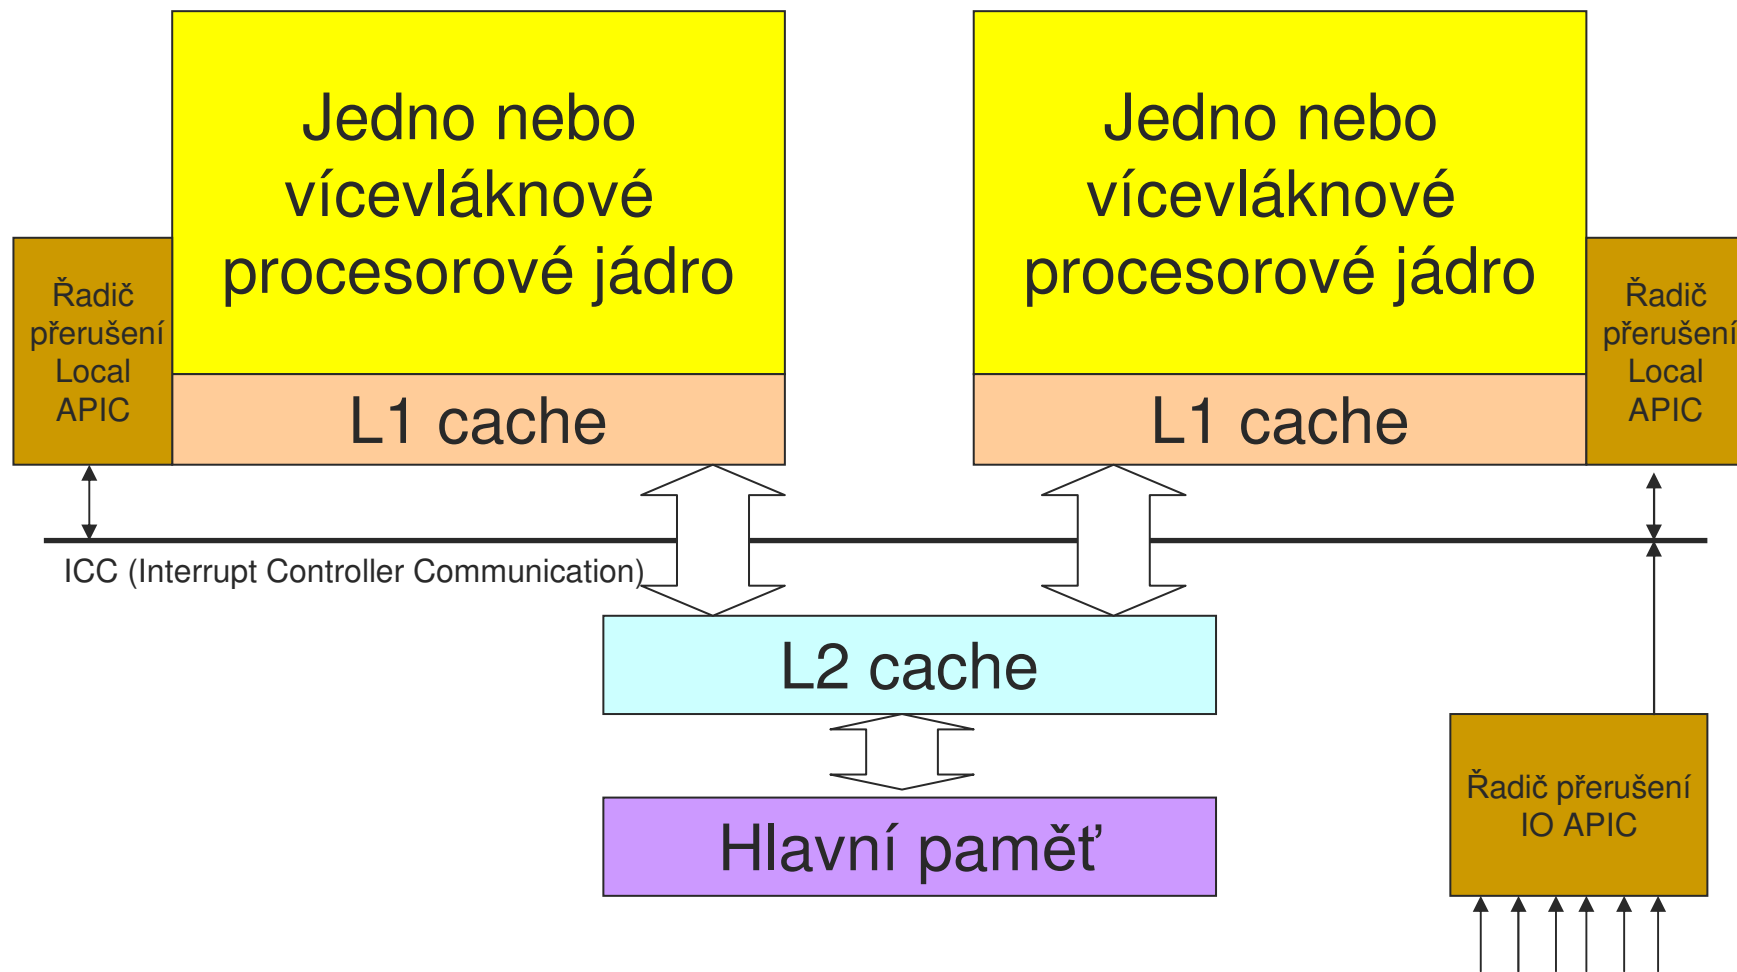 Jedno nebo
vícevláknové
procesorové jádro
Jedno nebo
vícevláknové
procesorové jádro
Řadič
přerušení
Local
APIC
Řadič
přerušení
Local
APIC
L1 cache
L1 cache
ICC (Interrupt Controller Communication)
L2 cache
Řadič přerušení
IO APIC
Hlavní paměť